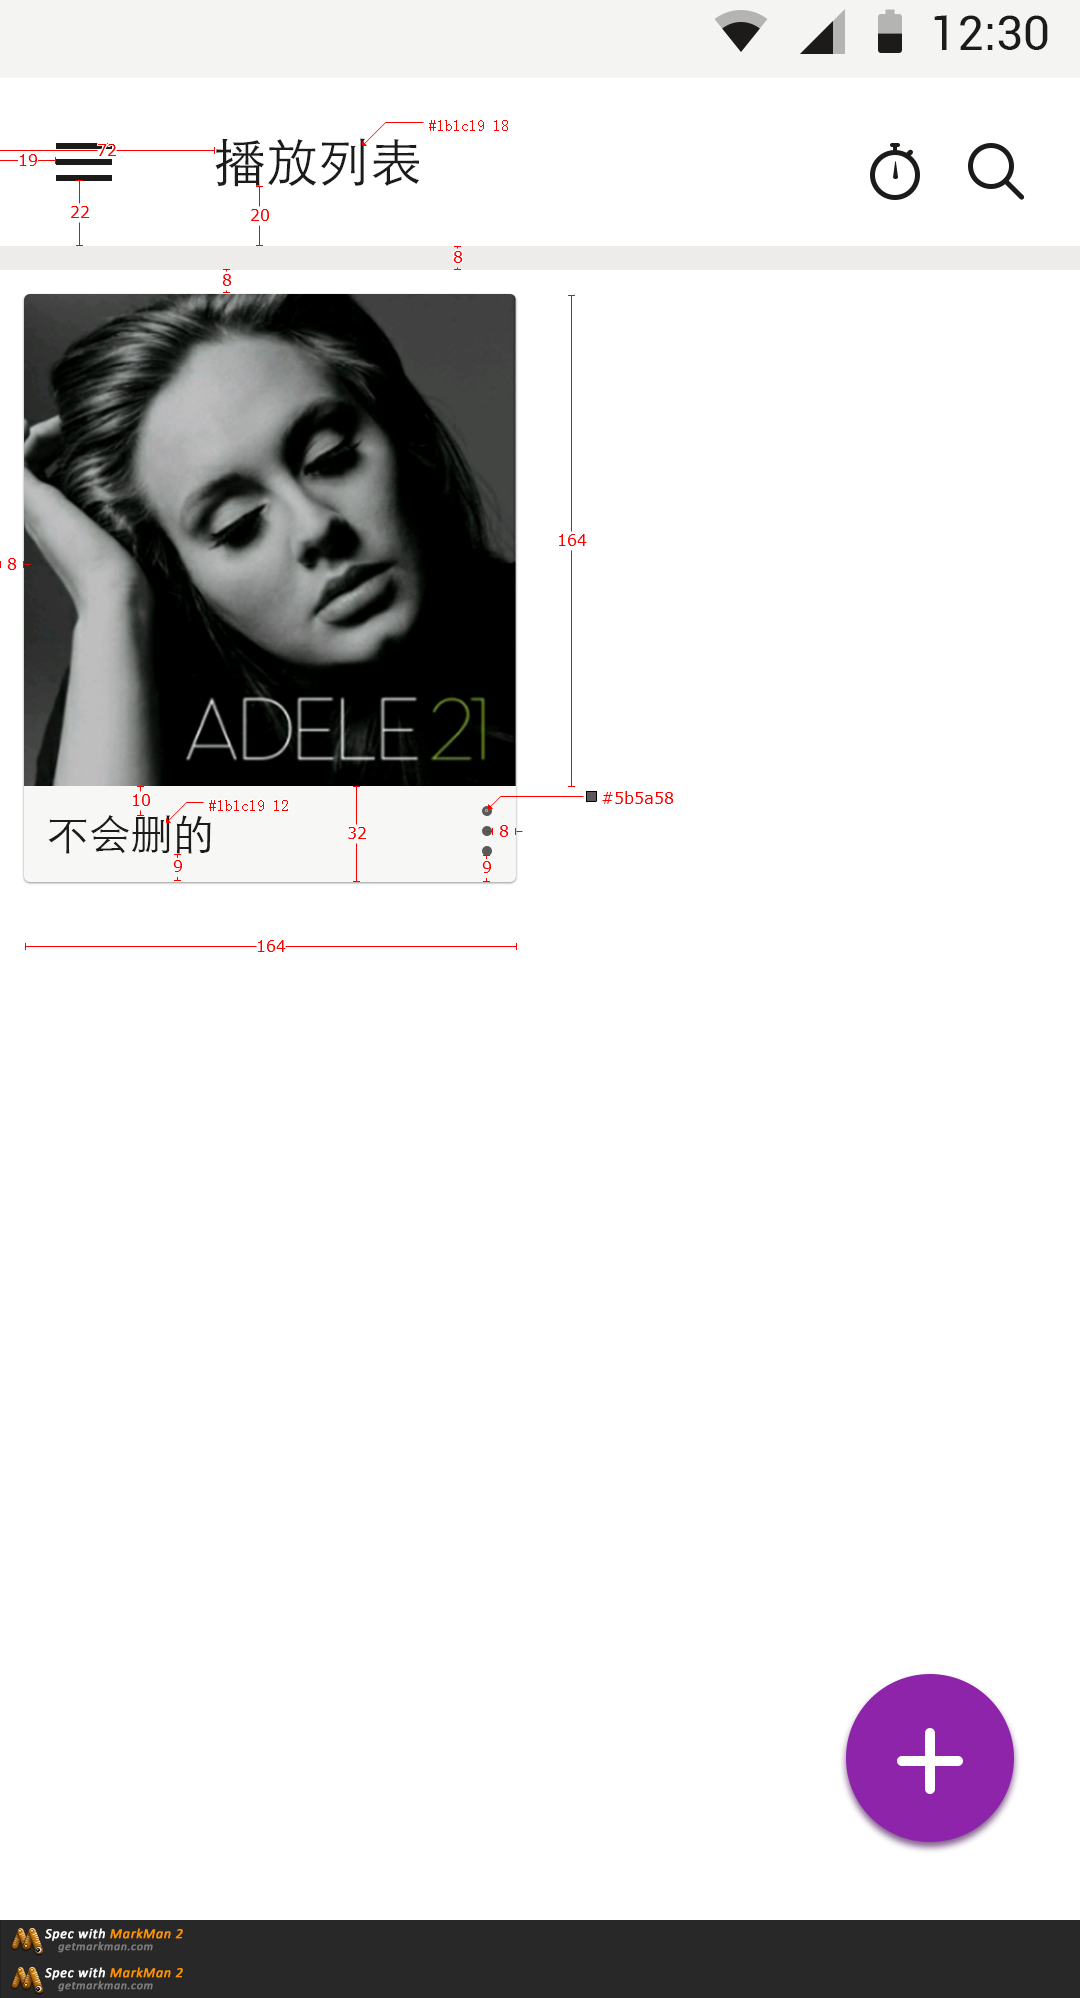 12:30
播放列表
#1b1c19 18
72
19
22
20
8
8
164
8
ADELE 21
10
#1b1c19 12
#5b5a58
不会删的
32
8
9
9
164
Spec with MarkMan 2
getmarkman.com
Spec with MarkMan 2
getmarkman.com